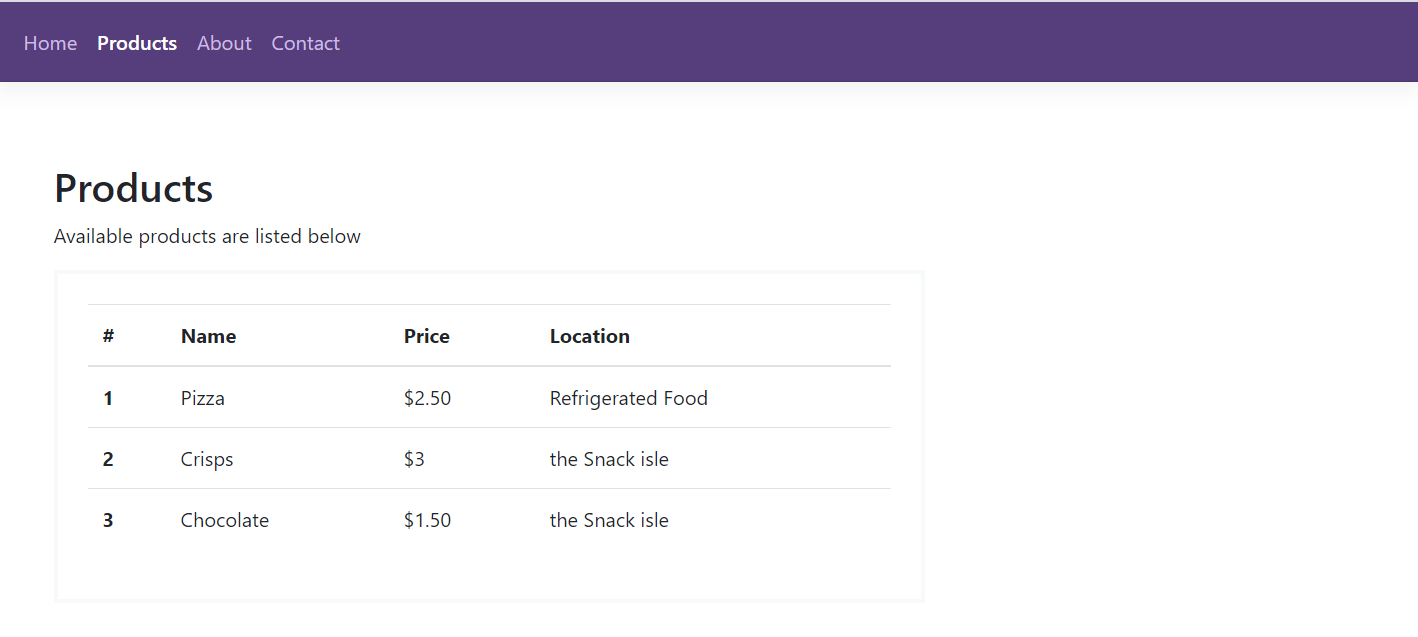 Home Products About Contact
Products
Available products are listed below
# Name Price Location
1 Pizza $2.50 Refrigerated Food
2 Crisps $3 the Snack isle
3 Chocolate $1.50 the Snack isle